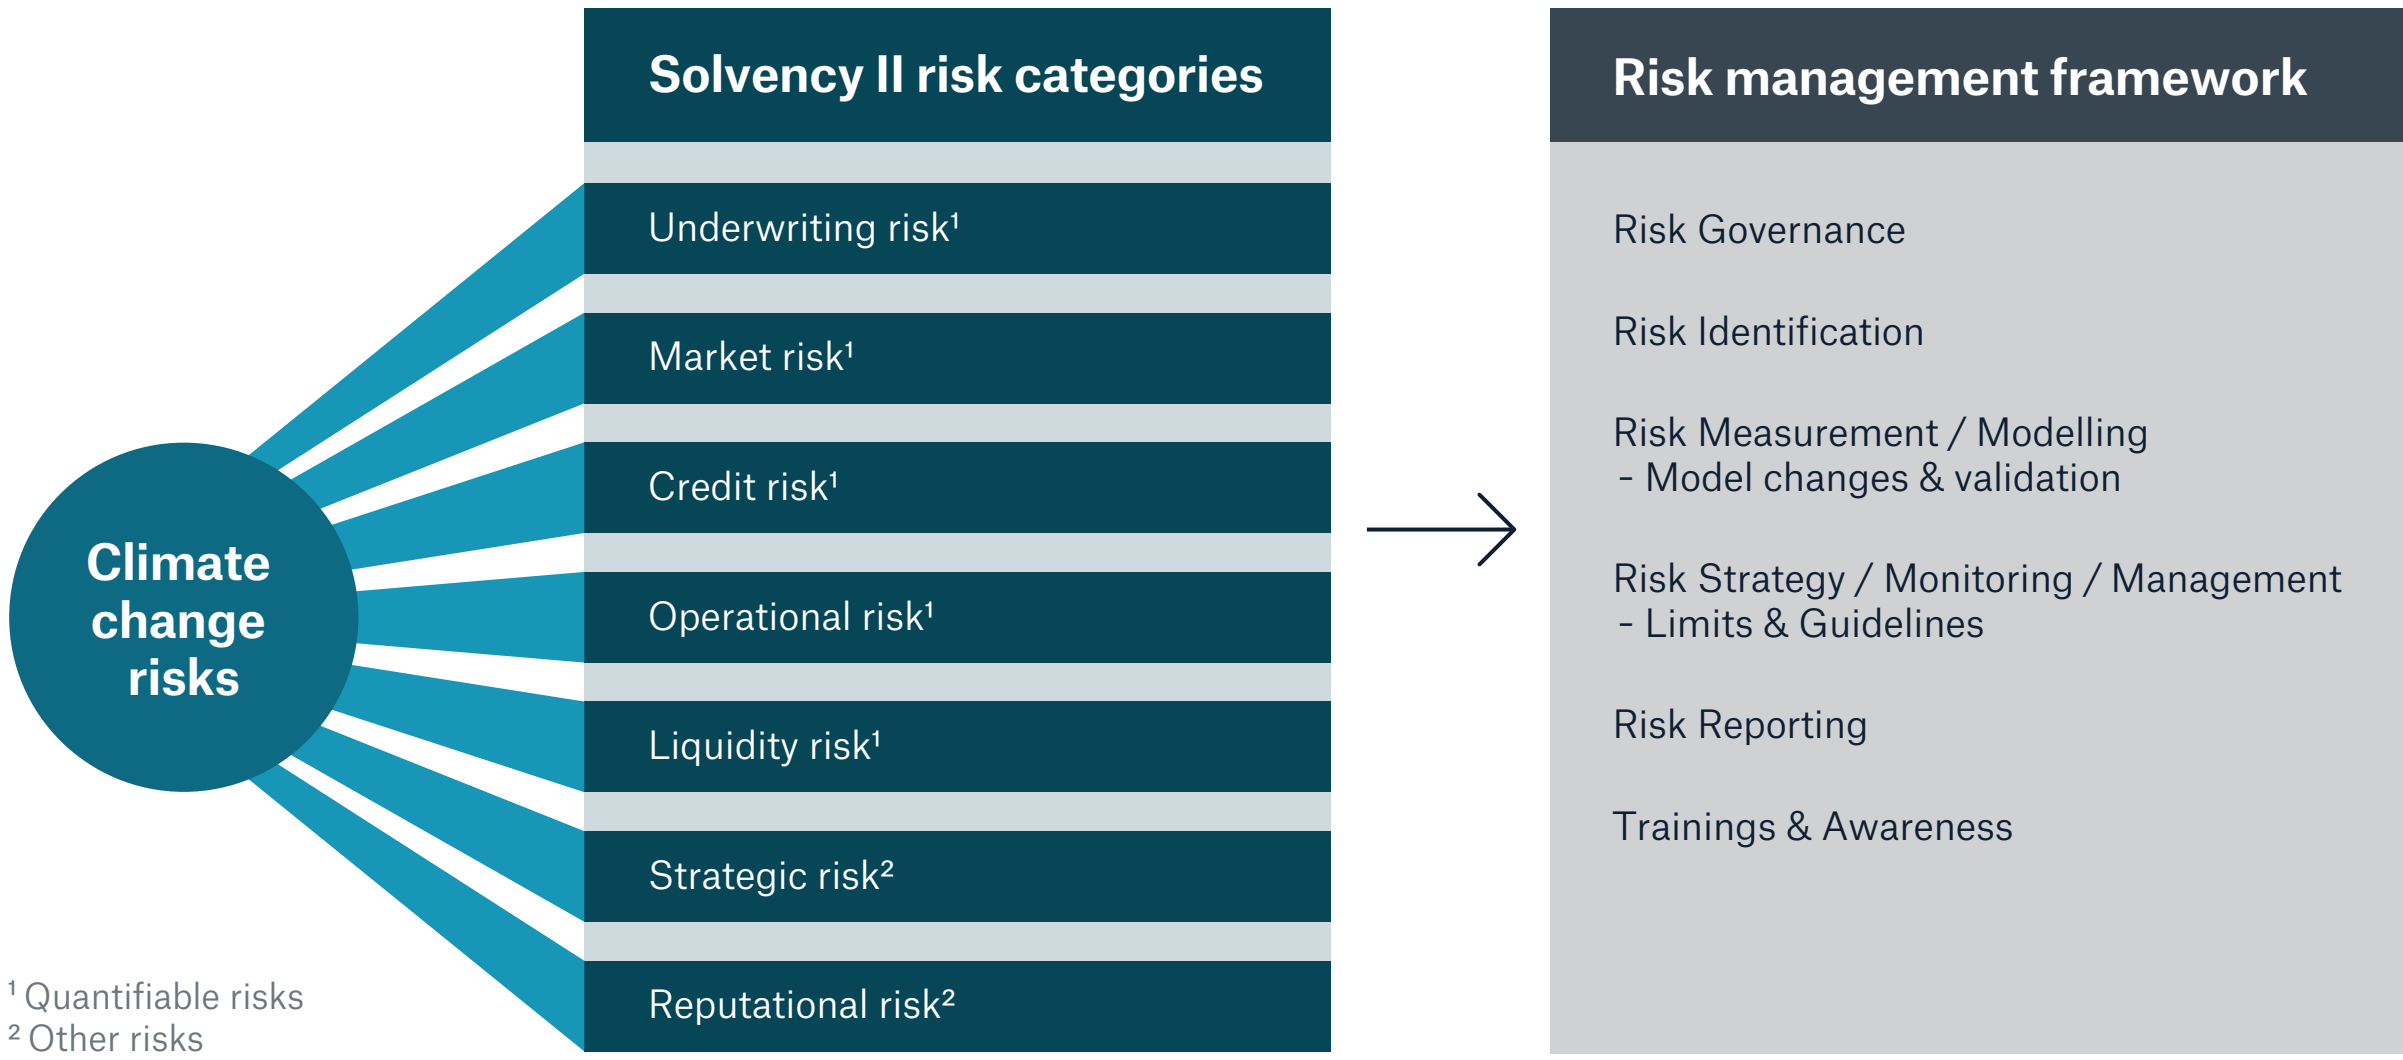 Climate
change
risks
¹ Quantifiable risks
² Other risks
Solvency II risk categories
Underwriting risk¹
Market risk¹
Credit risk¹
Operational risk¹
Liquidity risk¹
Strategic risk²
Reputational risk²
Risk management framework
Risk Governance
Risk Identification
Risk Measurement / Modelling
- Model changes & validation
Risk Strategy / Monitoring / Management
- Limits & Guidelines
Risk Reporting
Trainings & Awareness